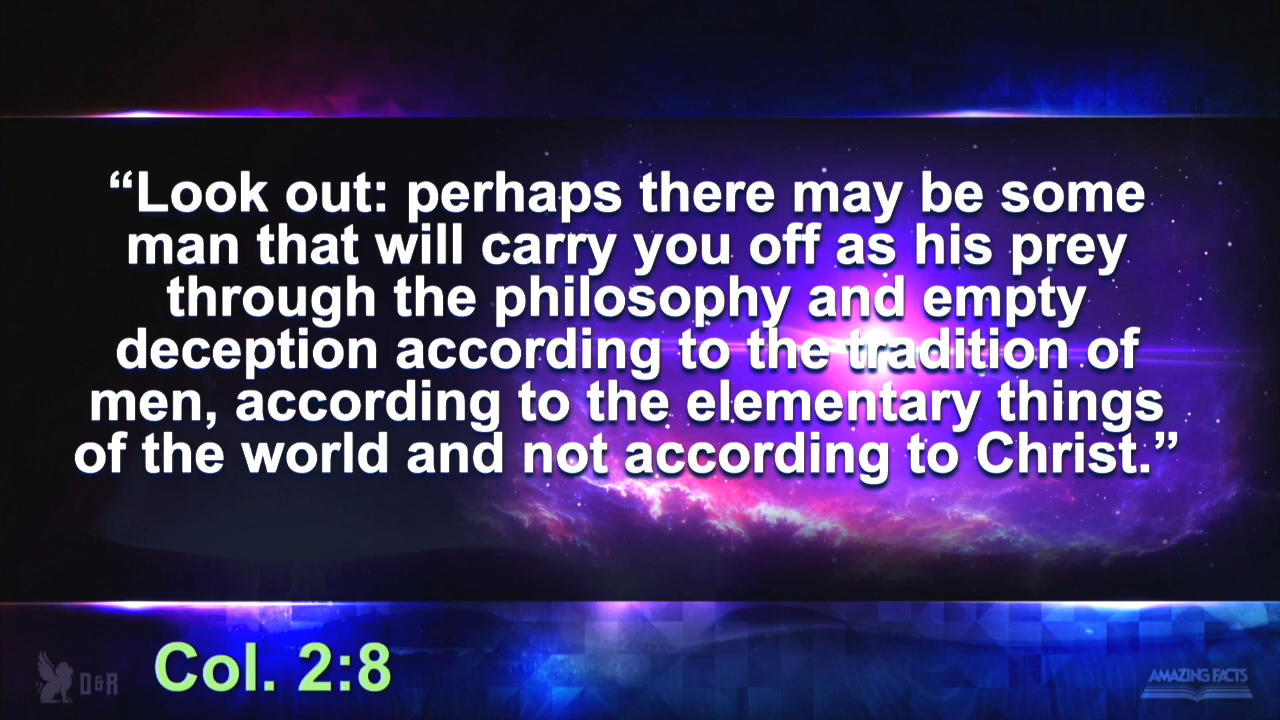 “Look out: perhaps there may be some
man that will carry you off as his prey
through the philosophy and empty
deception according to the tradition of
men, according to the elementary things
of the world and not according to Christ.”
Col. 2:8
D&R
AMAZING FACTS